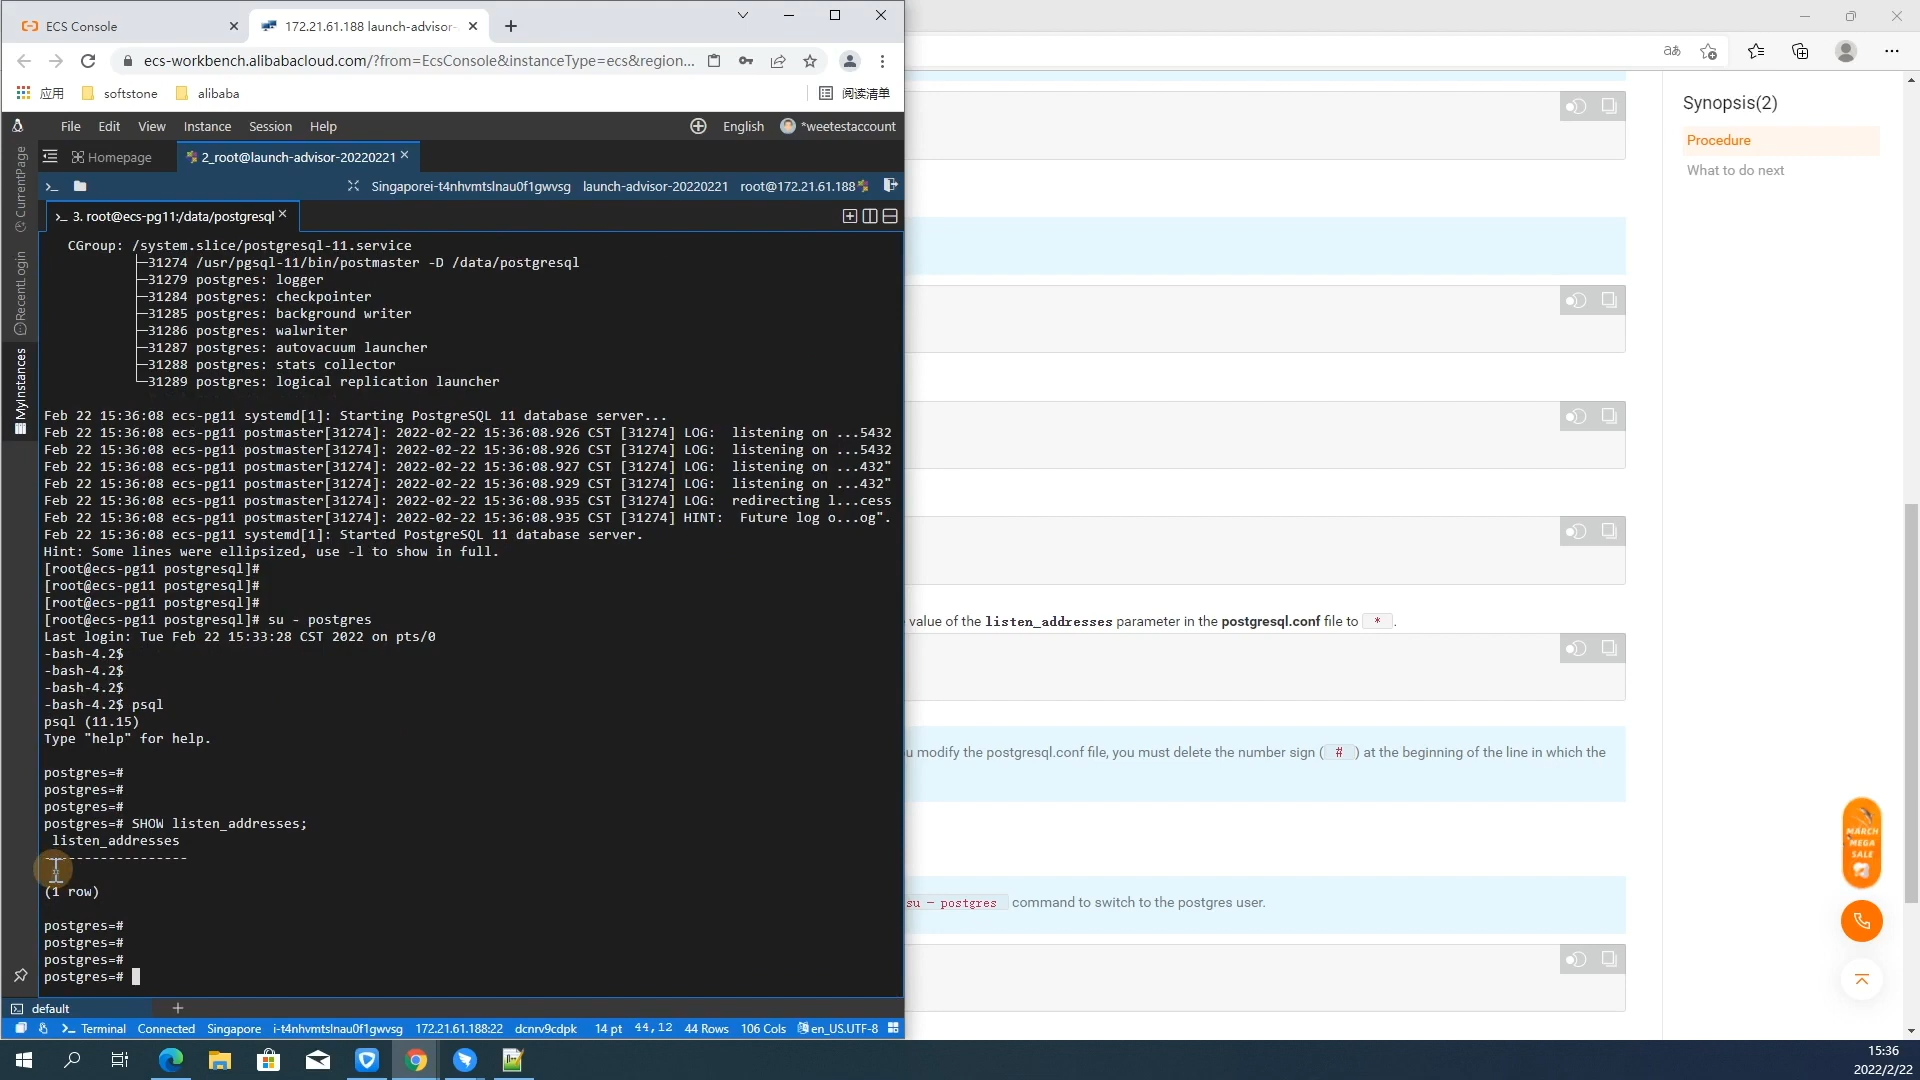 ECS Console
172.21.61.188 launch-advisor-
ecs-workbench.alibabacloud.com/?from=EcsConsole&instanceType=ecs&region...
应用
softstone
alibaba
阅读清单
File
Edit
View
Instance
Session
Help
English
*weetestaccount
Homepage
2_root@launch-advisor-20220221
Singaporei-t4nhvmtslnau0f1gwvsg
launch-advisor-20220221
root@172.21.61.188
CurrentPage
RecentLogin
MyInstances
3. root@ecs-pg11:/data/postgresql
CGroup: /system.slice/postgresql-11.service
├─31274 /usr/pgsql-11/bin/postmaster -D /data/postgresql
├─31279 postgres: logger
├─31284 postgres: checkpointer
├─31285 postgres: background writer
├─31286 postgres: walwriter
├─31287 postgres: autovacuum launcher
├─31288 postgres: stats collector
└─31289 postgres: logical replication launcher
Feb 22 15:36:08 ecs-pg11 systemd[1]: Starting PostgreSQL 11 database server...
Feb 22 15:36:08 ecs-pg11 postmaster[31274]: 2022-02-22 15:36:08.926 CST [31274] LOG:  listening on ...5432
Feb 22 15:36:08 ecs-pg11 postmaster[31274]: 2022-02-22 15:36:08.926 CST [31274] LOG:  listening on ...5432
Feb 22 15:36:08 ecs-pg11 postmaster[31274]: 2022-02-22 15:36:08.927 CST [31274] LOG:  listening on ...432"
Feb 22 15:36:08 ecs-pg11 postmaster[31274]: 2022-02-22 15:36:08.929 CST [31274] LOG:  listening on ...432"
Feb 22 15:36:08 ecs-pg11 postmaster[31274]: 2022-02-22 15:36:08.935 CST [31274] LOG:  redirecting l...cess
Feb 22 15:36:08 ecs-pg11 postmaster[31274]: 2022-02-22 15:36:08.935 CST [31274] HINT:  Future log o...og".
Feb 22 15:36:08 ecs-pg11 systemd[1]: Started PostgreSQL 11 database server.
Hint: Some lines were ellipsized, use -l to show in full.
[root@ecs-pg11 postgresql]#
[root@ecs-pg11 postgresql]#
[root@ecs-pg11 postgresql]#
[root@ecs-pg11 postgresql]# su - postgres
Last login: Tue Feb 22 15:33:28 CST 2022 on pts/0
-bash-4.2$
-bash-4.2$
-bash-4.2$
-bash-4.2$ psql
psql (11.15)
Type "help" for help.
postgres=#
postgres=#
postgres=#
postgres=# SHOW listen_addresses;
listen_addresses
------------------
(1 row)
postgres=#
postgres=#
postgres=#
postgres=#
default
Terminal
Connected
Singapore
i-t4nhvmtslnau0f1gwvsg
172.21.61.188:22
dcnrv9cdpk
14 pt
44,12
44 Rows
106 Cols
en_US.UTF-8
aあ
Synopsis(2)
Procedure
What to do next
value of the listen_addresses parameter in the postgresql.conf file to * .
u modify the postgresql.conf file, you must delete the number sign ( # ) at the beginning of the line in which the
su - postgres command to switch to the postgres user.
MARCH
MEGA
SALE
15:36
2022/2/22